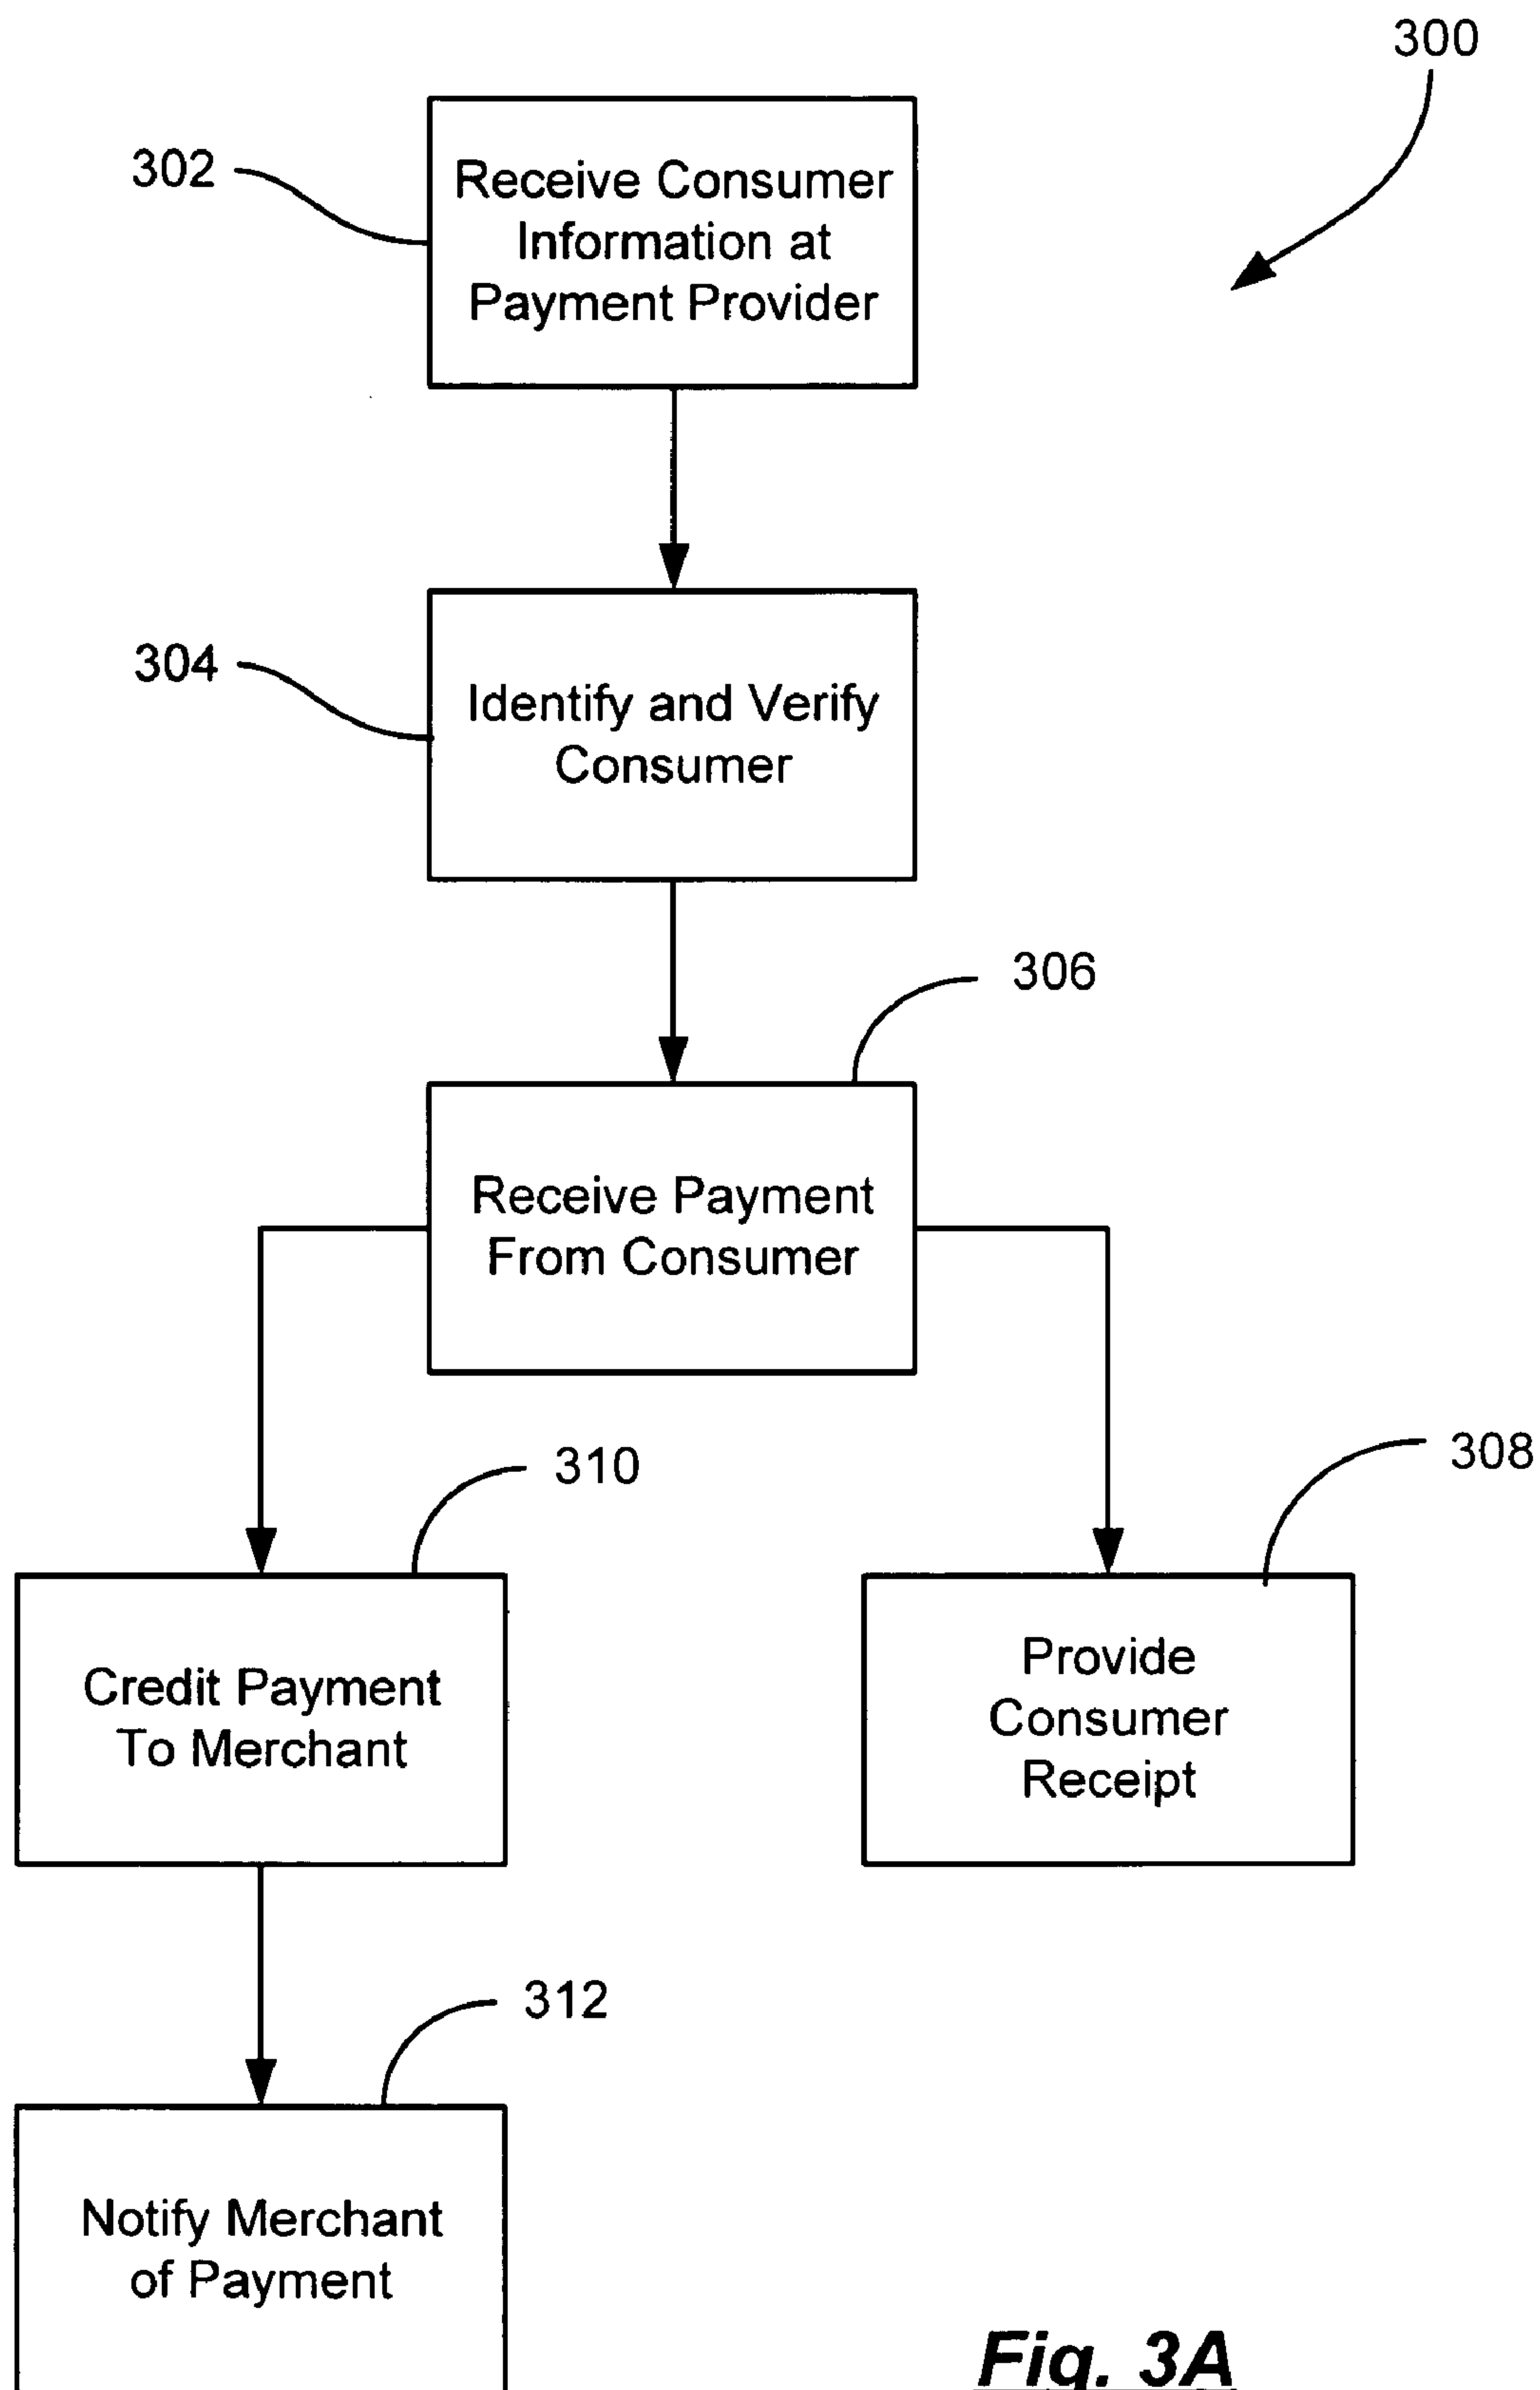 300
302
Receive Consumer
Information at
Payment Provider
304
Identify and Verify
Consumer
306
Receive Payment
From Consumer
310
308
Credit Payment
To Merchant
Provide
Consumer
Receipt
312
Notify Merchant
of Payment
Fig. 3A